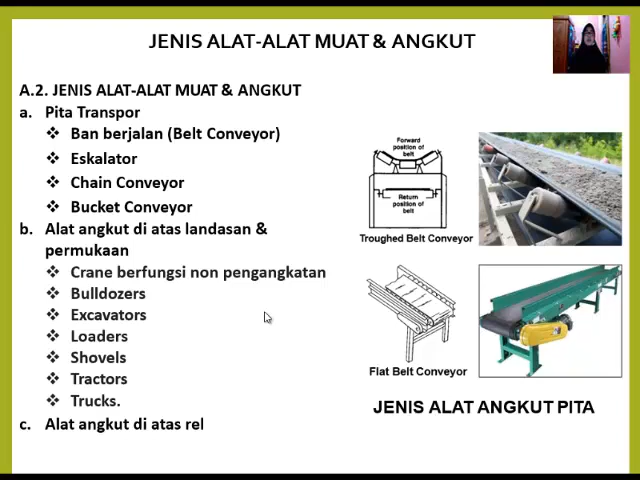 JENIS ALAT-ALAT MUAT & ANGKUT
A.2. JENIS ALAT-ALAT MUAT & ANGKUT
a. Pita Transpor
❖ Ban berjalan (Belt Conveyor)
❖ Eskalator
❖ Chain Conveyor
❖ Bucket Conveyor
b. Alat angkut di atas landasan &
permukaan
❖ Crane berfungsi non pengangkatan
❖ Bulldozers
❖ Excavators
❖ Loaders
❖ Shovels
❖ Tractors
❖ Trucks.
c. Alat angkut di atas rel
Forward
position of
belt
Return
position of
belt
Troughed Belt Conveyor
Flat Belt Conveyor
JENIS ALAT ANGKUT PITA